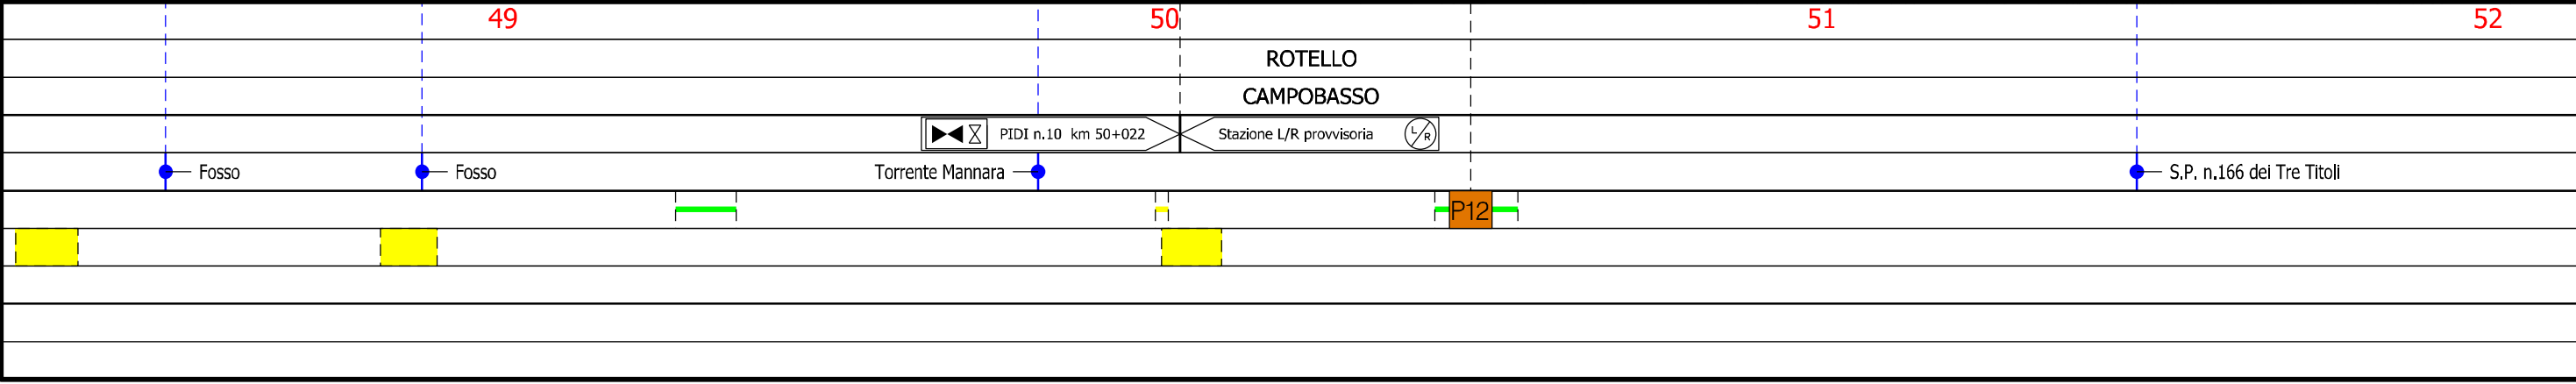 49 50 51 52
ROTELLO
CAMPOBASSO
PIDI n.10 km 50+022 Stazione L/R provvisoria L/R
Fosso Fosso Torrente Mannara S.P. n.166 dei Tre Titoli
P12